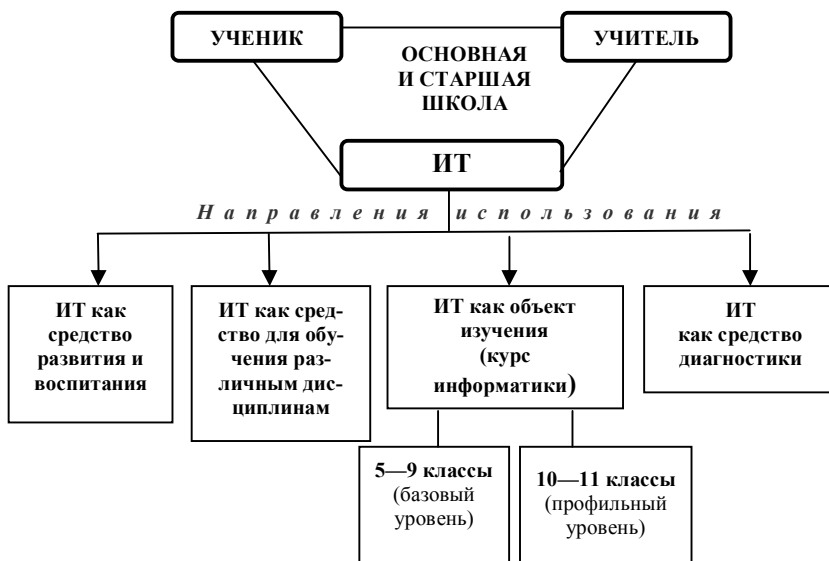 УЧЕНИК
УЧИТЕЛЬ
ОСНОВНАЯ
И СТАРШАЯ
ШКОЛА
ИТ
Направления использования
ИТ как
средство
развития и
воспитания
ИТ как сред-
ство для обу-
чения раз-
личным дис-
циплинам
ИТ как объект
изучения
(курс
информатики)
ИТ
как средство
диагностики
5—9 классы
(базовый
уровень)
10—11 классы
(профильный
уровень)